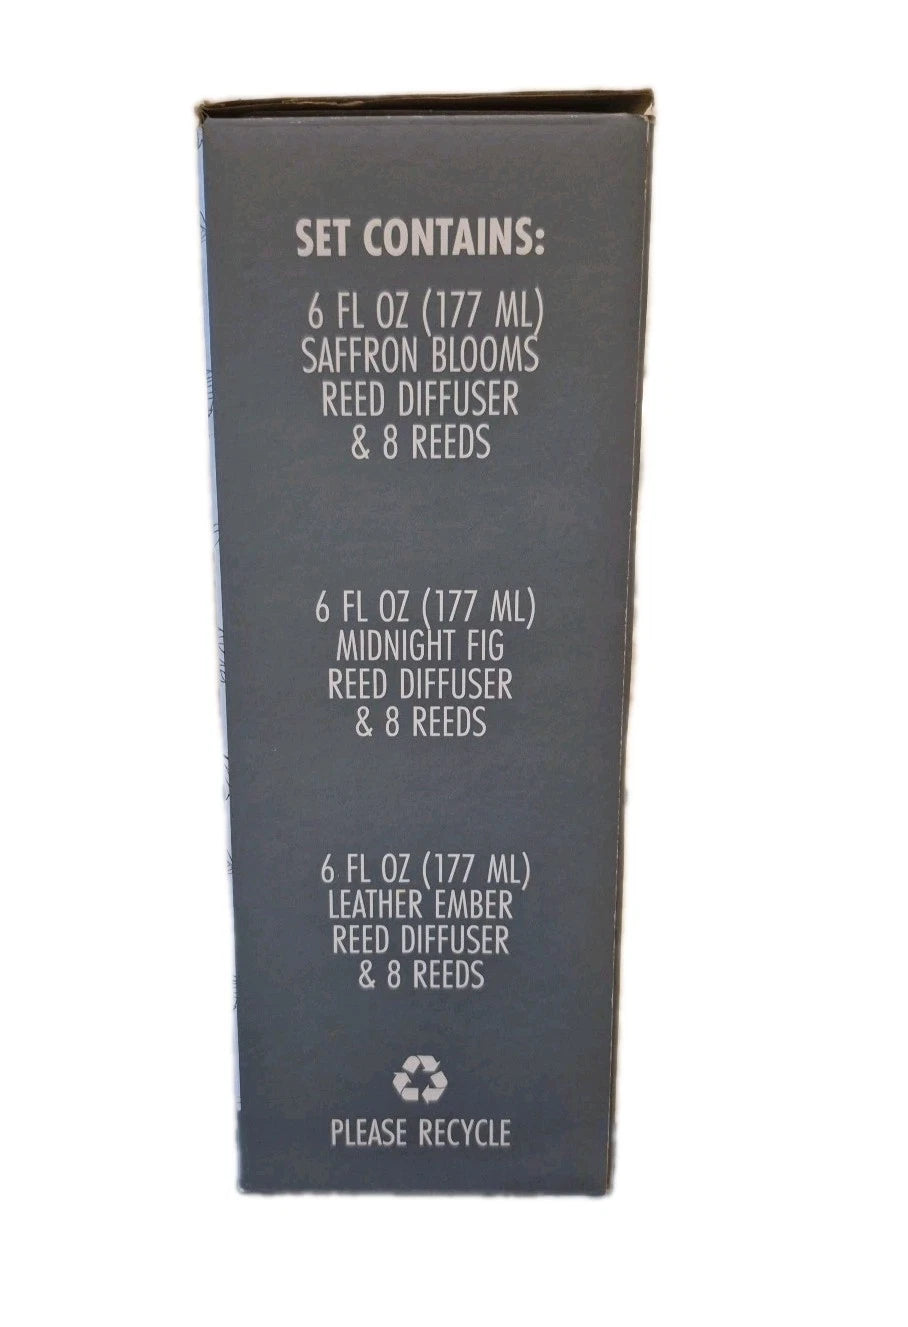 SET CONTAINS:
6 FL OZ (177 ML)
SAFFRON BLOOMS
REED DIFFUSER
& 8 REEDS
6 FL OZ (177 ML)
MIDNIGHT FIG
REED DIFFUSER
& 8 REEDS
6 FL OZ (177 ML)
LEATHER EMBER
REED DIFFUSER
& 8 REEDS
PLEASE RECYCLE